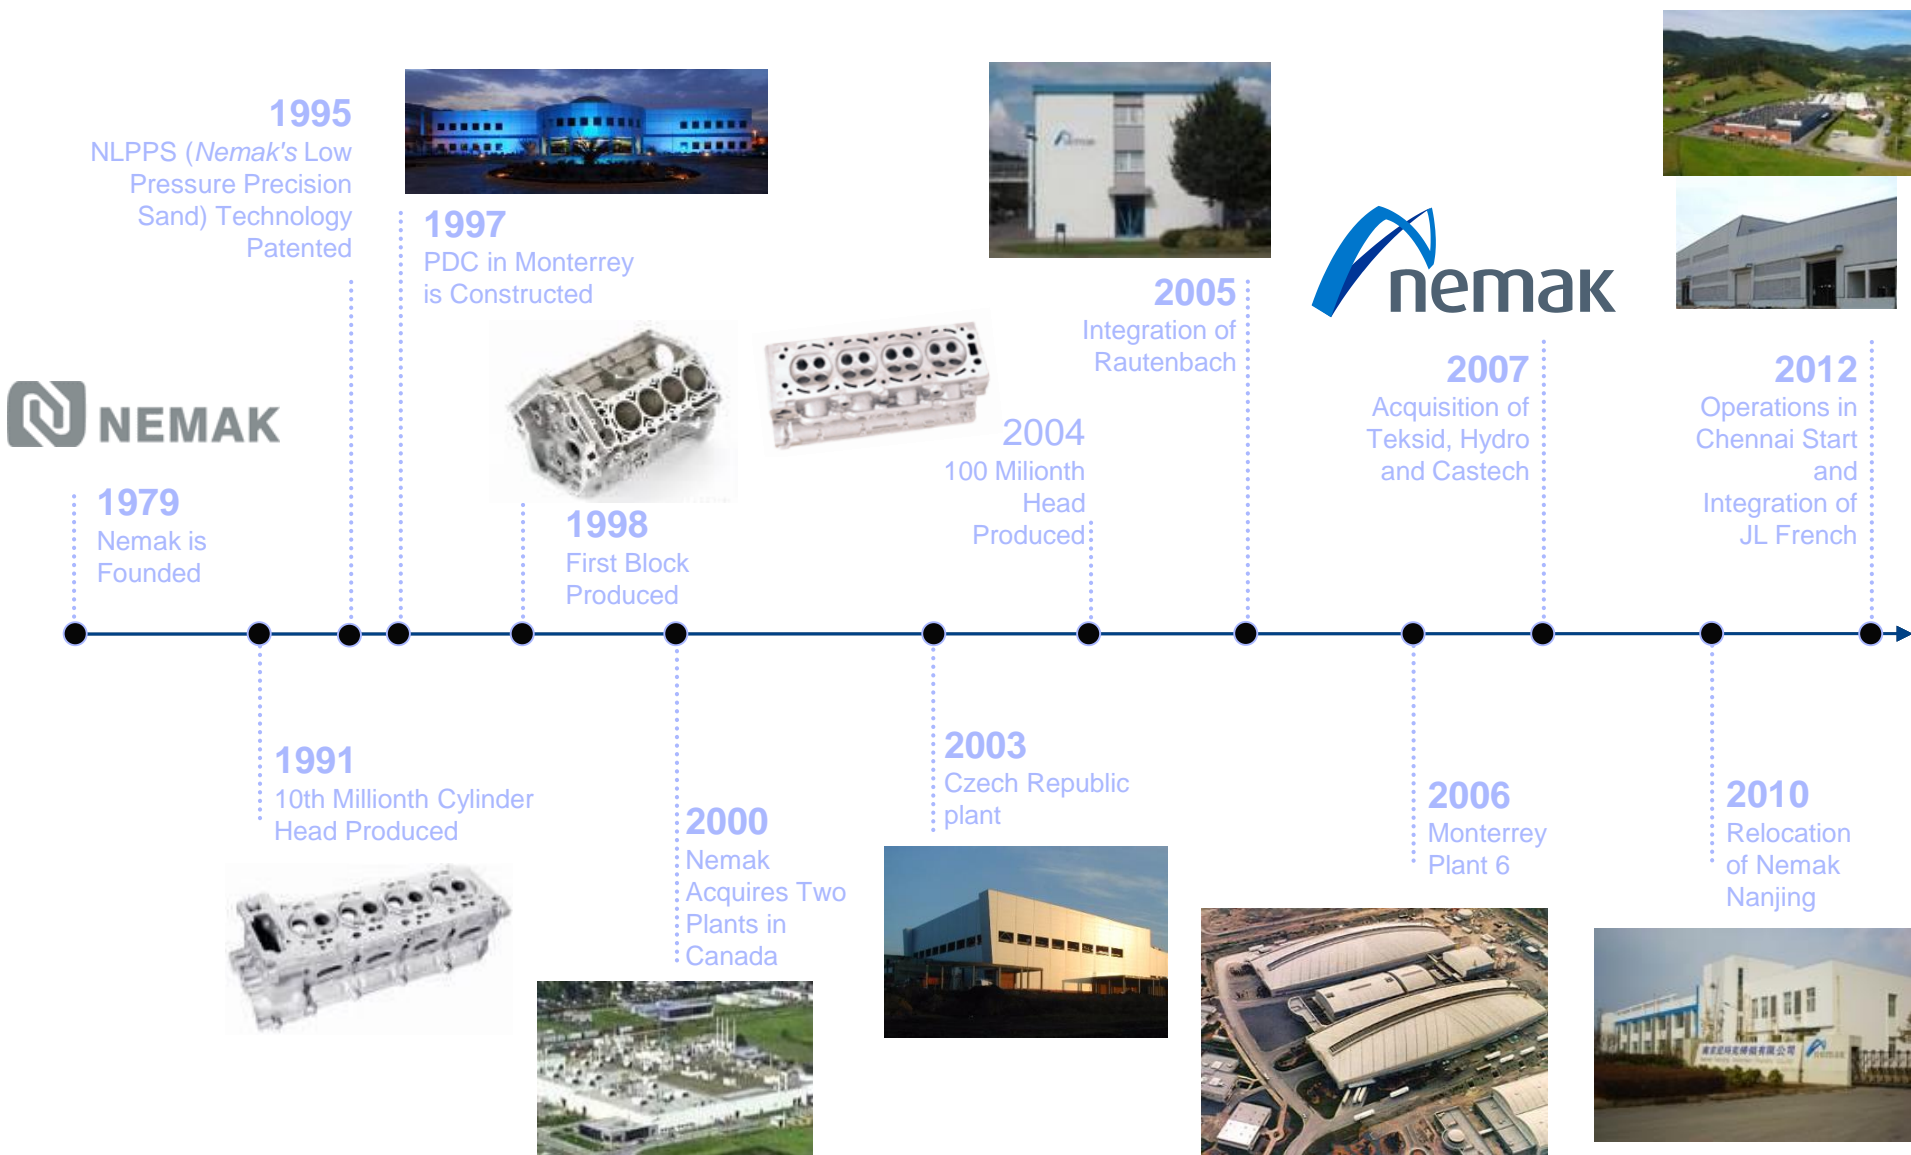 1995
NLPPS (Nemak's Low
Pressure Precision
Sand) Technology
Patented
1997
PDC in Monterrey
is Constructed
nemak
2005
Integration of
Rautenbach
nemak
2007
Acquisition of
Teksid, Hydro
and Castech
2012
Operations in
Chennai Start
and
Integration of
JL French
NEMAK
1979
Nemak is
Founded
1998
First Block
Produced
2004
100 Milionth
Head
Produced
1991
10th Millionth Cylinder
Head Produced
2000
Nemak
Acquires Two
Plants in
Canada
2003
Czech Republic
plant
2006
Monterrey
Plant 6
2010
Relocation
of Nemak
Nanjing
nemak